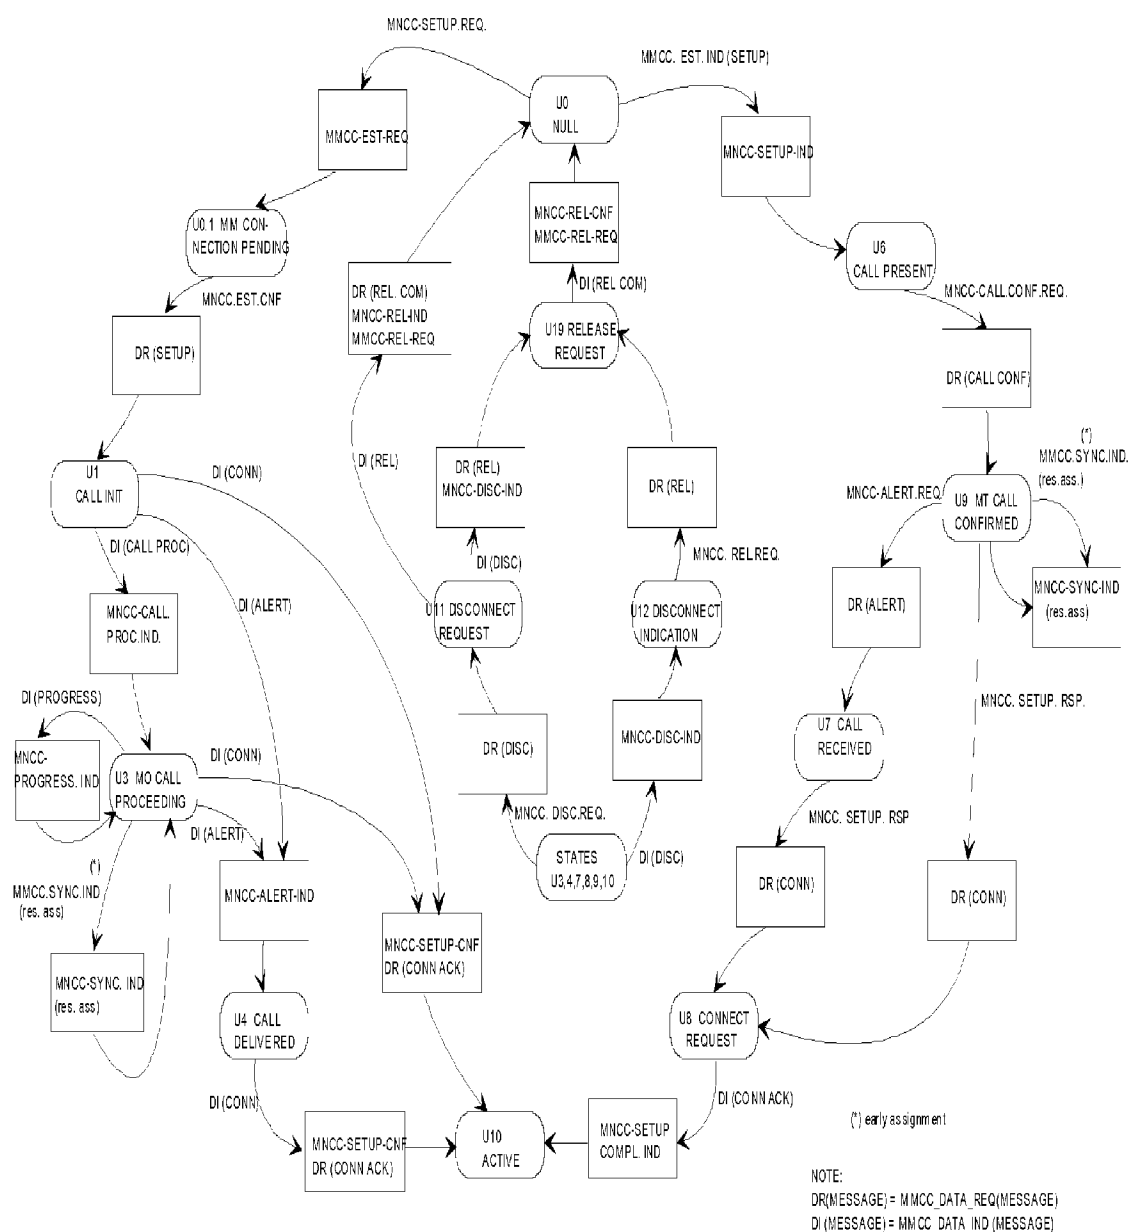 MNCC-SETUP.REQ.
MMCC. EST. IND (SETUP)
U0
NULL
MMCC-EST-REQ
MNCC-SETUP-IND
MNCC-REL-CNF
MMCC-REL-REQ
U0.1 MM CON-
NECTION PENDING
U6
CALL PRESENT
MNCC.EST.CNF
DR (REL. COM)
MNCC-REL-IND
MMCC-REL-REQ
DI (REL COM)
MNCC-CALL.CONF.REQ.
DR (SETUP)
U19 RELEASE
REQUEST
DR (CALL CONF)
(*)
MMCC.SYNC.IND.
(res.ass.)
U1
CALL INIT
DI (CONN)
DI (REL)
DR (REL)
MNCC-DISC-IND
DR (REL)
MNCC-ALERT.REQ.
U9 MT CALL
CONFIRMED
DI (CALL PROC)
DI (DISC)
MNCC. REL.REQ.
MNCC-CALL.
PROC.IND.
DI (ALERT)
U11 DISCONNECT
REQUEST
U12 DISCONNECT
INDICATION
DR (ALERT)
MNCC-SYNC-IND
(res.ass)
DI (PROGRESS)
MNCC. SETUP. RSP.
MNCC-
PROGRESS. IND
U3 MO CALL
PROCEEDING
DI (CONN)
DR (DISC)
MNCC-DISC-IND
U7 CALL
RECEIVED
DI (ALERT)
MNCC. DISC.REQ.
DI (DISC)
MNCC. SETUP. RSP
(*)
MMCC.SYNC.IND
(res. ass)
STATES
U3,4,7,8,9,10
MNCC-ALERT-IND
DR (CONN)
DR (CONN)
MNCC-SYNC. IND
(res. ass)
MNCC-SETUP-CNF
DR (CONN ACK)
U4 CALL
DELIVERED
U8 CONNECT
REQUEST
DI (CONN)
DI (CONN ACK)
(*) early assignment
MNCC-SETUP-CNF
DR (CONN ACK)
U10
ACTIVE
MNCC-SETUP
COMPL. IND
NOTE:
DR(MESSAGE) = MMCC_DATA_REQ(MESSAGE)
DI (MESSAGE) = MMCC_DATA_IND (MESSAGE)